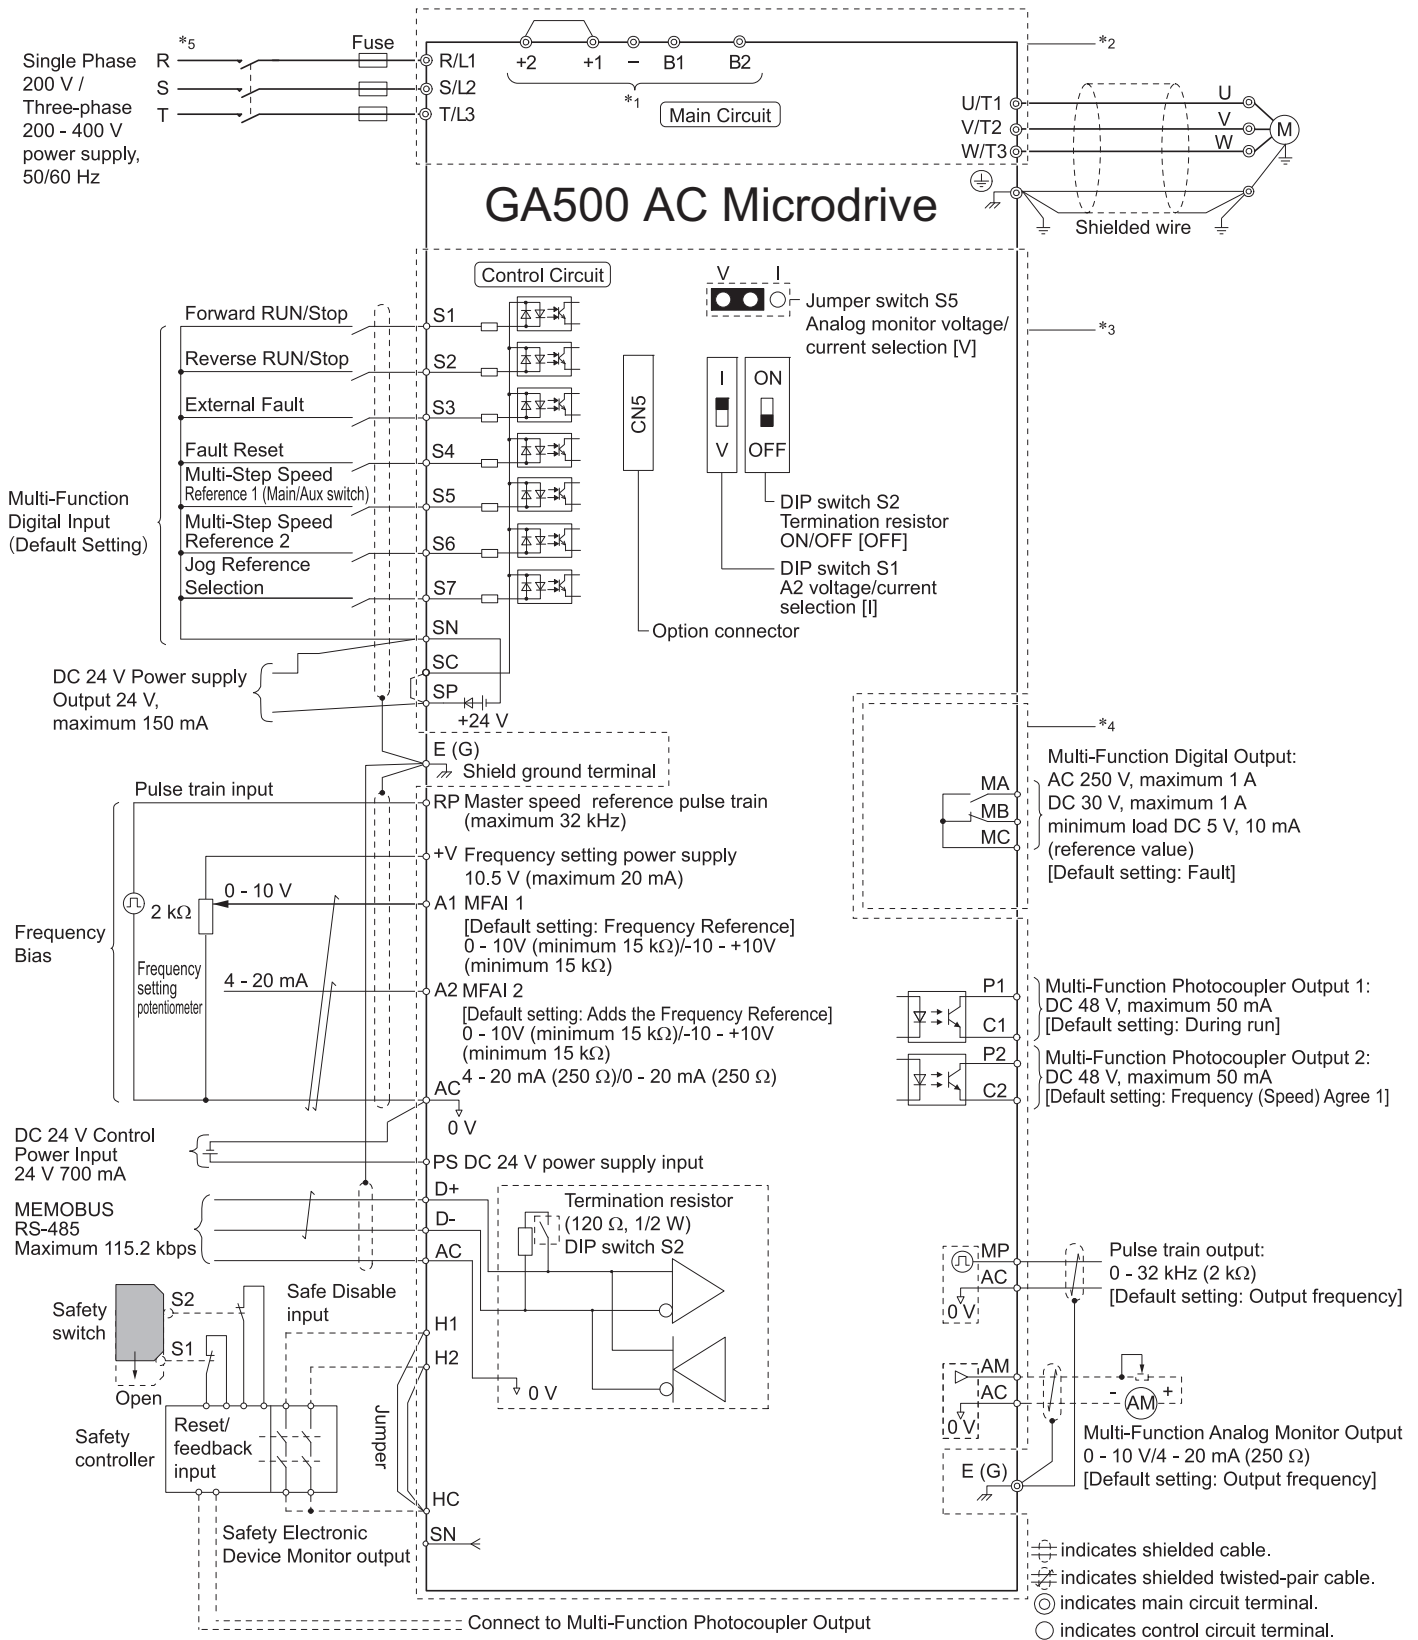 *5
Fuse
Single Phase
200 V /
Three-phase
200 - 400 V
power supply,
50/60 Hz
R
S
T
R/L1
S/L2
T/L3
+2
+1
−
B1
B2
*1
Main Circuit
*2
U/T1
V/T2
W/T3
U
V
W
M
Shielded wire
GA500 AC Microdrive
Control Circuit
V
I
Jumper switch S5
Analog monitor voltage/
current selection [V]
*3
Multi-Function
Digital Input
(Default Setting)
Forward RUN/Stop
S1
Reverse RUN/Stop
S2
External Fault
S3
Fault Reset
S4
Multi-Step Speed
Reference 1 (Main/Aux switch)
S5
Multi-Step Speed
Reference 2
S6
Jog Reference
Selection
S7
SN
SC
SP
+24 V
CN5
I
V
ON
OFF
DIP switch S2
Termination resistor
ON/OFF [OFF]
DIP switch S1
A2 voltage/current
selection [I]
Option connector
DC 24 V Power supply
Output 24 V,
maximum 150 mA
E (G)
Shield ground terminal
*4
MA
MB
MC
Multi-Function Digital Output:
AC 250 V, maximum 1 A
DC 30 V, maximum 1 A
minimum load DC 5 V, 10 mA
(reference value)
[Default setting: Fault]
Pulse train input
RP Master speed reference pulse train
(maximum 32 kHz)
+V Frequency setting power supply
10.5 V (maximum 20 mA)
0 - 10 V
2 kΩ
A1 MFAI 1
[Default setting: Frequency Reference]
0 - 10V (minimum 15 kΩ)/-10 - +10V
(minimum 15 kΩ)
Frequency
Bias
Frequency
setting
potentiometer
4 - 20 mA
A2 MFAI 2
[Default setting: Adds the Frequency Reference]
0 - 10V (minimum 15 kΩ)/-10 - +10V
(minimum 15 kΩ)
4 - 20 mA (250 Ω)/0 - 20 mA (250 Ω)
AC
0 V
P1
C1
Multi-Function Photocoupler Output 1:
DC 48 V, maximum 50 mA
[Default setting: During run]
P2
C2
Multi-Function Photocoupler Output 2:
DC 48 V, maximum 50 mA
[Default setting: Frequency (Speed) Agree 1]
DC 24 V Control
Power Input
24 V 700 mA
PS DC 24 V power supply input
MEMOBUS
RS-485
Maximum 115.2 kbps
D+
D-
AC
Termination resistor
(120 Ω, 1/2 W)
DIP switch S2
0 V
MP
AC
0 V
Pulse train output:
0 - 32 kHz (2 kΩ)
[Default setting: Output frequency]
Safety
switch
S2
S1
Open
Safe Disable
input
H1
H2
Jumper
Safety
controller
Reset/
feedback
input
HC
SN
Safety Electronic
Device Monitor output
AM
AC
0 V
-
+
AM
Multi-Function Analog Monitor Output
0 - 10 V/4 - 20 mA (250 Ω)
[Default setting: Output frequency]
E (G)
indicates shielded cable.
indicates shielded twisted-pair cable.
indicates main circuit terminal.
indicates control circuit terminal.
Connect to Multi-Function Photocoupler Output